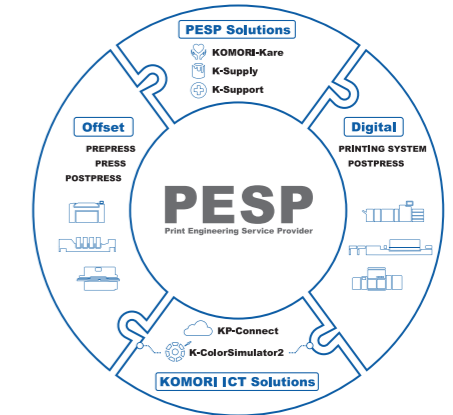 PESP Solutions
KOMORI-Kare
K-Supply
K-Support
Offset
PREPRESS
PRESS
POSTPRESS
Digital
PRINTING SYSTEM
POSTPRESS
PESP
Print Engineering Service Provider
KP-Connect
K-ColorSimulator2
KOMORI ICT Solutions